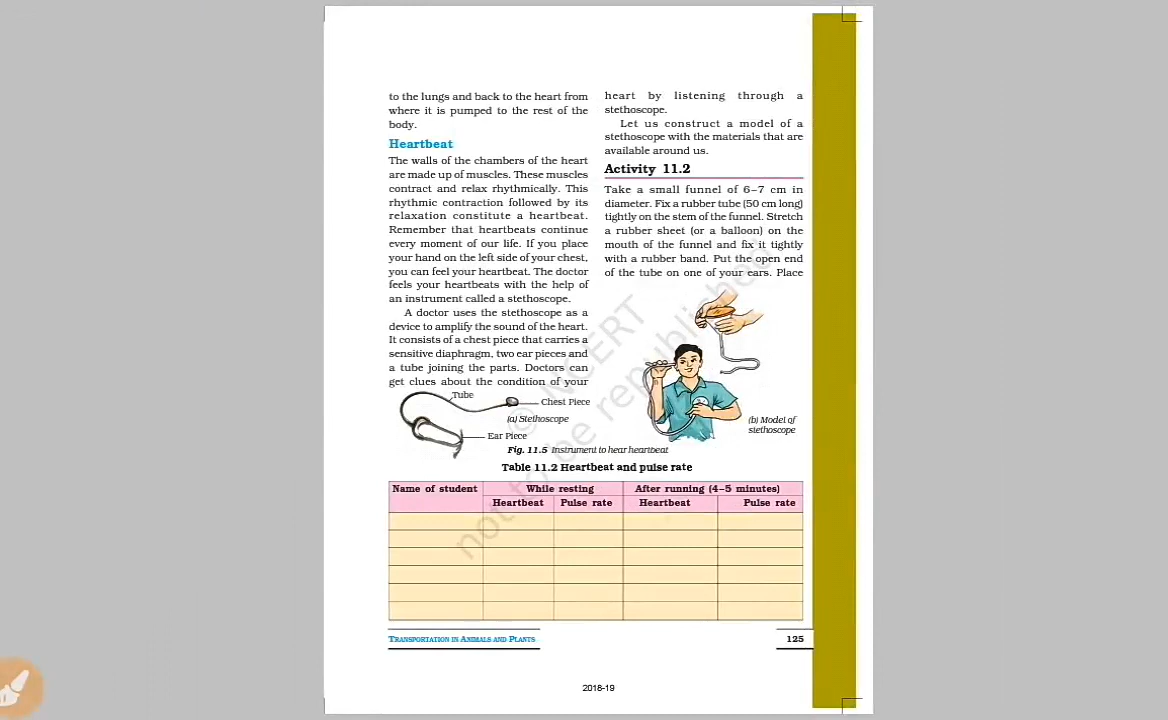 to the lungs and back to the heart from
where it is pumped to the rest of the
body.
Heartbeat
The walls of the chambers of the heart
are made up of muscles. These muscles
contract and relax rhythmically. This
rhythmic contraction followed by its
relaxation constitute a heartbeat.
Remember that heartbeats continue
every moment of our life. If you place
your hand on the left side of your chest,
you can feel your heartbeat. The doctor
feels your heartbeats with the help of
an instrument called a stethoscope.
A doctor uses the stethoscope as a
device to amplify the sound of the heart.
It consists of a chest piece that carries a
sensitive diaphragm, two ear pieces and
a tube joining the parts. Doctors can
get clues about the condition of your
heart by listening through a
stethoscope.
Let us construct a model of a
stethoscope with the materials that are
available around us.
Activity 11.2
Take a small funnel of 6–7 cm in
diameter. Fix a rubber tube (50 cm long)
tightly on the stem of the funnel. Stretch
a rubber sheet (or a balloon) on the
mouth of the funnel and fix it tightly
with a rubber band. Put the open end
of the tube on one of your ears. Place
Tube
Chest Piece
(a) Stethoscope
Ear Piece
(b) Model of
stethoscope
Fig. 11.5 Instrument to hear heartbeat
Table 11.2 Heartbeat and pulse rate
Name of student While resting After running (4–5 minutes)
Heartbeat Pulse rate Heartbeat Pulse rate
© NCERT
not to be republished
TRANSPORTATION IN ANIMALS AND PLANTS 125
2018-19